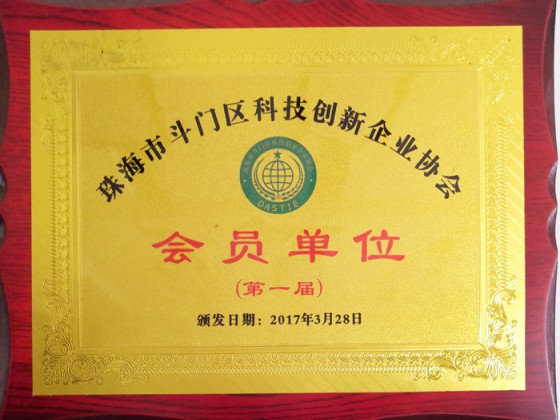 珠海市斗门区科技创新企业协会
DASTIE
会员单位
(第一届)
颁发日期：2017年3月28日